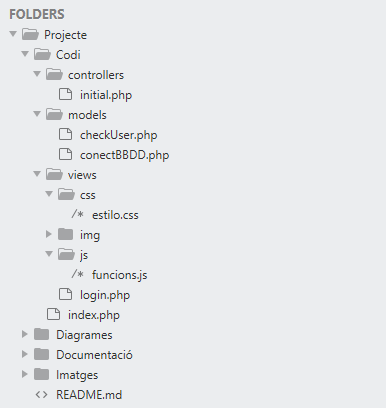 FOLDERS
Projecte
Codi
controllers
initial.php
models
checkUser.php
conectBBDD.php
views
css
/* estilo.css
img
js
/* funcions.js
login.php
index.php
Diagrames
Documentació
Imatges
<> README.md